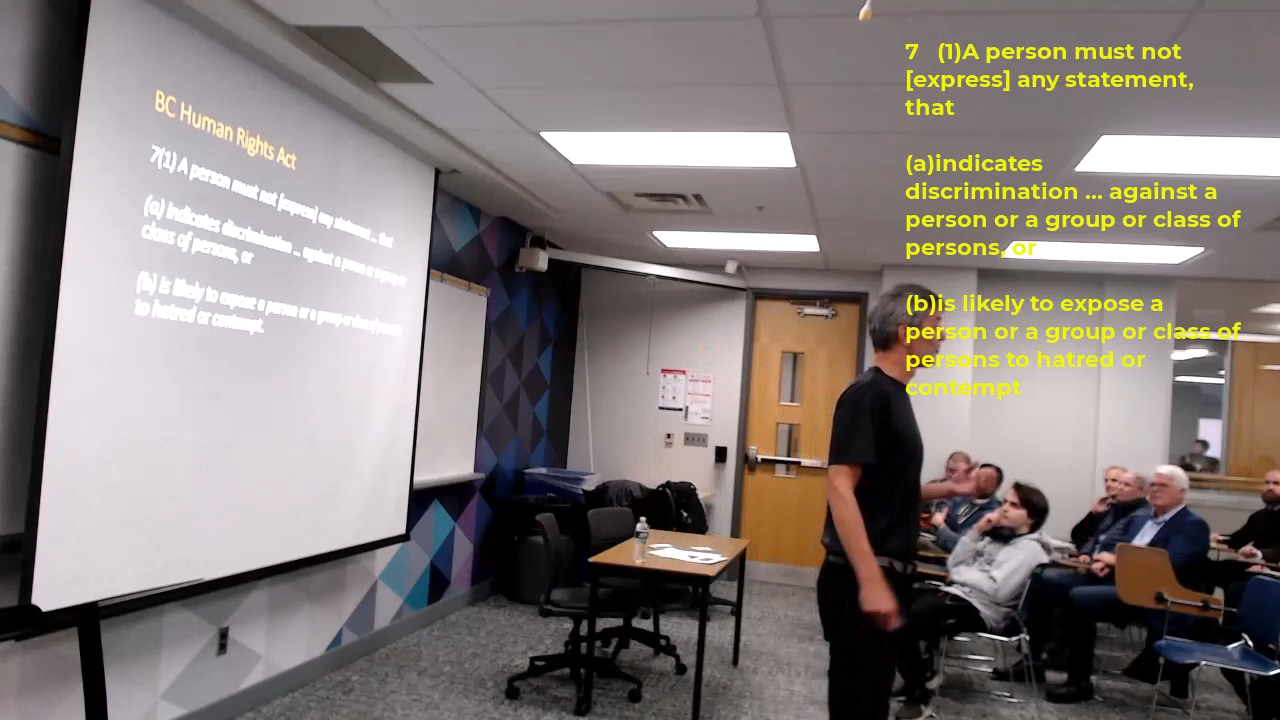 BC Human Rights Act
7(1) A person must not [express] any statement ... that
(a) indicates discrimination ... against a person or a group or
class of persons, or
(b) is likely to expose a person or a group or class of persons
to hatred or contempt.
7 (1)A person must not
[express] any statement,
that
(a)indicates
discrimination ... against a
person or a group or class of
persons, or
(b)is likely to expose a
person or a group or class of
persons to hatred or
contempt